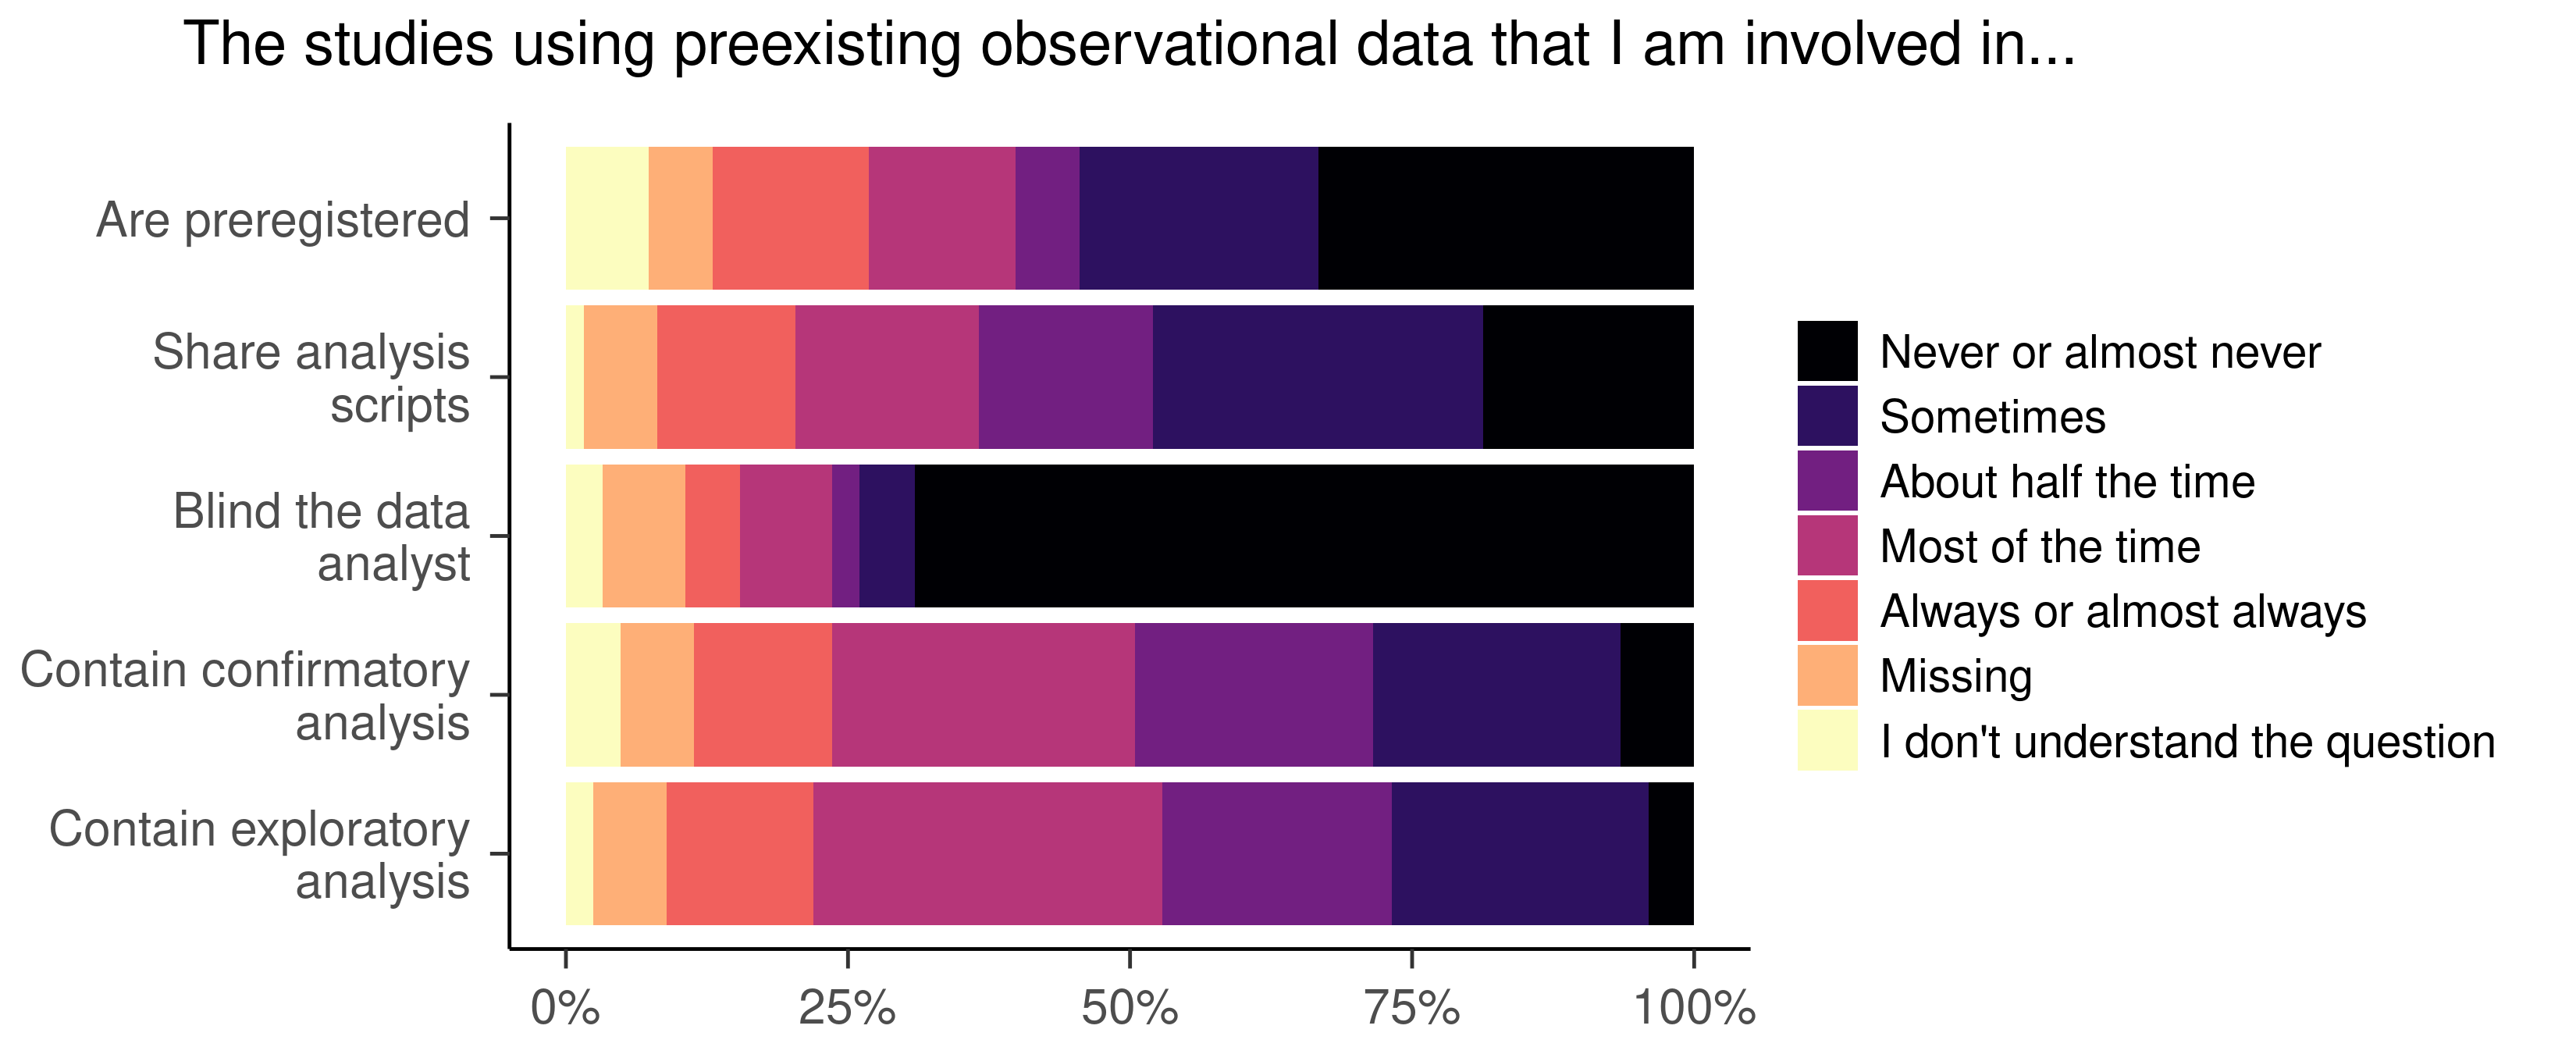 The studies using preexisting observational data that I am involved in...
Are preregistered
Share analysis
scripts
Blind the data
analyst
Contain confirmatory
analysis
Contain exploratory
analysis
0%
25%
50%
75%
100%
Never or almost never
Sometimes
About half the time
Most of the time
Always or almost always
Missing
I don't understand the question